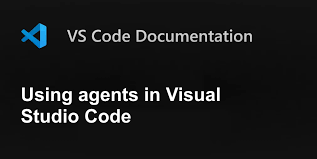 VS Code Documentation
Using agents in Visual
Studio Code